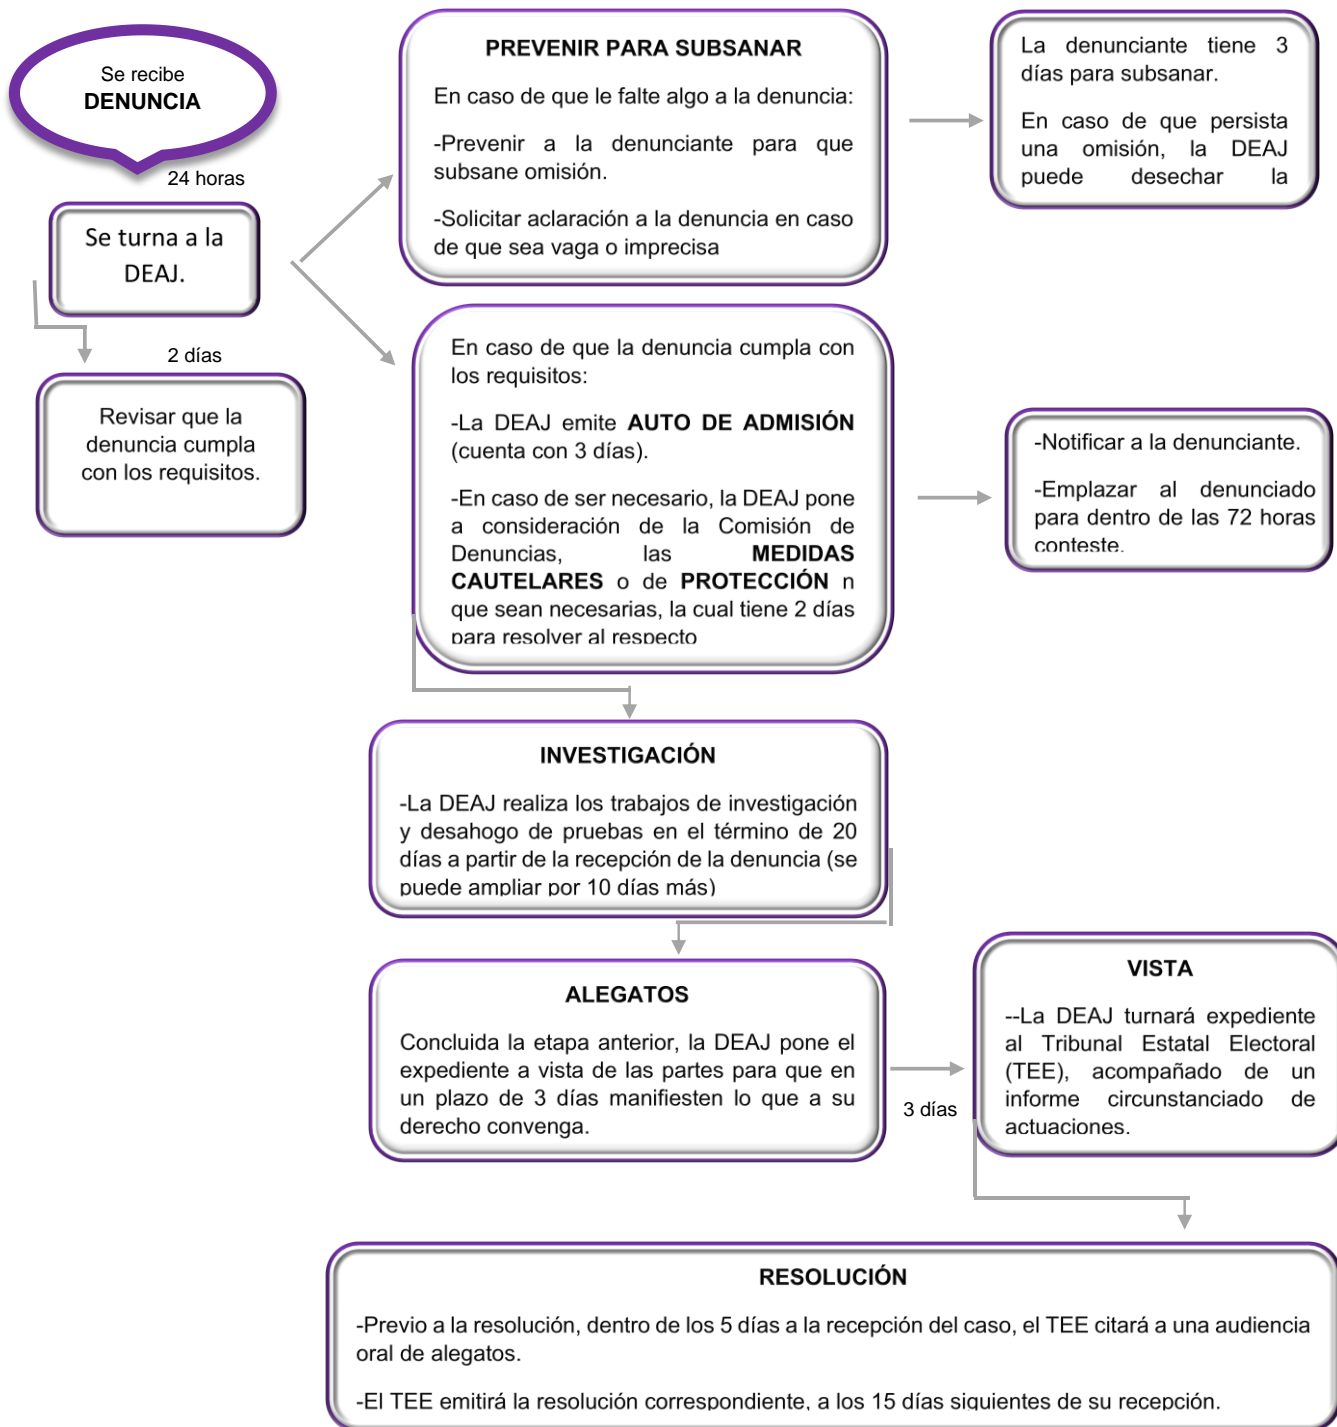 Se recibe
DENUNCIA
24 horas
Se turna a la
DEAJ.
2 días
Revisar que la
denuncia cumpla
con los requisitos.
PREVENIR PARA SUBSANAR
En caso de que le falte algo a la denuncia:
-Prevenir a la denunciante para que
subsane omisión.
-Solicitar aclaración a la denuncia en caso
de que sea vaga o imprecisa
La denunciante tiene 3
días para subsanar.
En caso de que persista
una omisión, la DEAJ
puede desechar la
En caso de que la denuncia cumpla con
los requisitos:
-La DEAJ emite AUTO DE ADMISIÓN
(cuenta con 3 días).
-En caso de ser necesario, la DEAJ pone
a consideración de la Comisión de
Denuncias, las MEDIDAS
CAUTELARES o de PROTECCIÓN n
que sean necesarias, la cual tiene 2 días
para resolver al respecto
-Notificar a la denunciante.
-Emplazar al denunciado
para dentro de las 72 horas
conteste.
INVESTIGACIÓN
-La DEAJ realiza los trabajos de investigación
y desahogo de pruebas en el término de 20
días a partir de la recepción de la denuncia (se
puede ampliar por 10 días más)
ALEGATOS
Concluida la etapa anterior, la DEAJ pone el
expediente a vista de las partes para que en
un plazo de 3 días manifiesten lo que a su
derecho convenga.
3 días
VISTA
--La DEAJ turnará expediente
al Tribunal Estatal Electoral
(TEE), acompañado de un
informe circunstanciado de
actuaciones.
RESOLUCIÓN
-Previo a la resolución, dentro de los 5 días a la recepción del caso, el TEE citará a una audiencia
oral de alegatos.
-El TEE emitirá la resolución correspondiente, a los 15 días siguientes de su recepción.